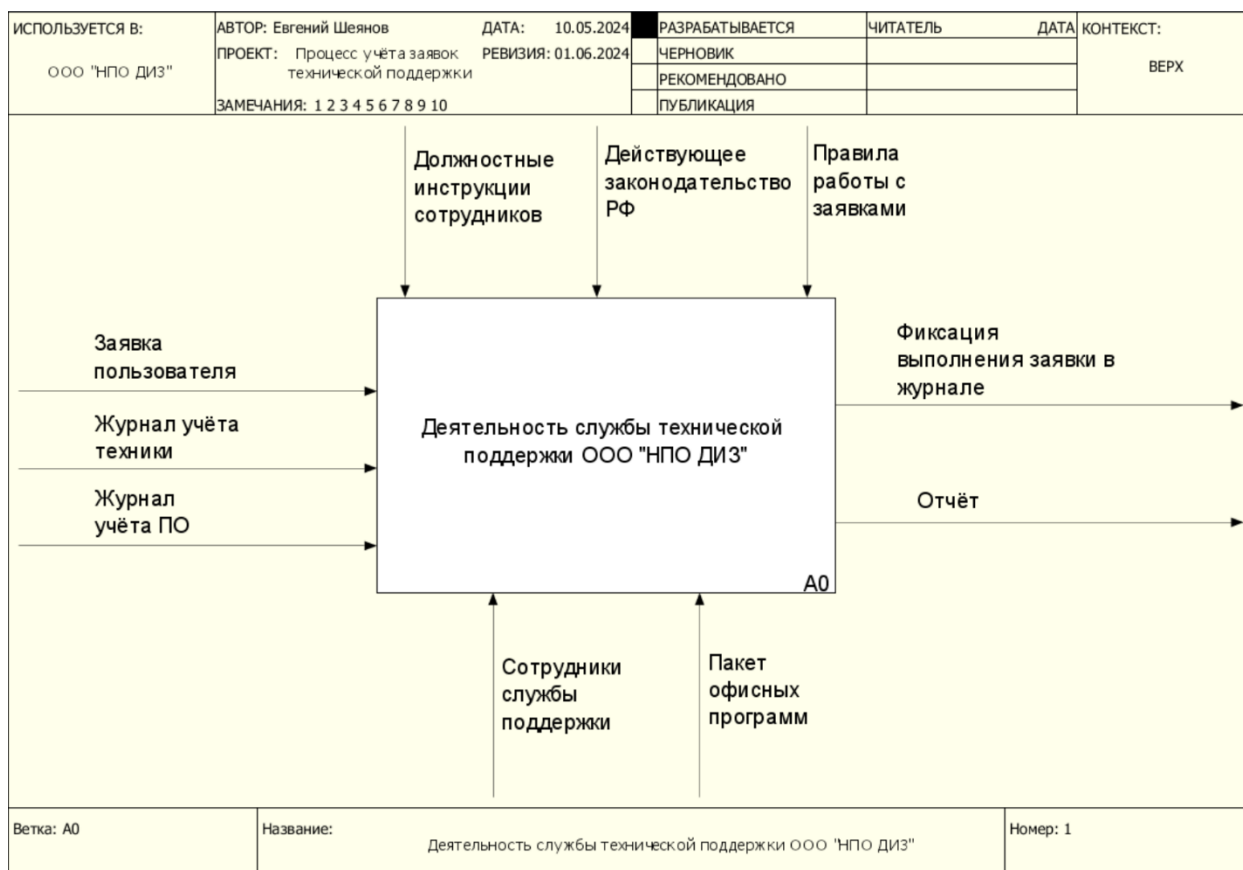 ИСПОЛЬЗУЕТСЯ В:
ООО "НПО ДИЗ"
АВТОР: Евгений Шеянов
ДАТА: 10.05.2024
ПРОЕКТ: Процесс учёта заявок
технической поддержки
РЕВИЗИЯ: 01.06.2024
ЗАМЕЧАНИЯ: 1 2 3 4 5 6 7 8 9 10
РАЗРАБАТЫВАЕТСЯ
ЧЕРНОВИК
РЕКОМЕНДОВАНО
ПУБЛИКАЦИЯ
ЧИТАТЕЛЬ ДАТА
КОНТЕКСТ:
ВЕРХ
Должностные
инструкции
сотрудников
Действующее
законодательство
РФ
Правила
работы с
заявками
Заявка
пользователя
Журнал учёта
техники
Журнал
учёта ПО
Деятельность службы технической
поддержки ООО "НПО ДИЗ"
A0
Фиксация
выполнения заявки в
журнале
Отчёт
Сотрудники
службы
поддержки
Пакет
офисных
программ
Ветка: A0
Название:
Деятельность службы технической поддержки ООО "НПО ДИЗ"
Номер: 1